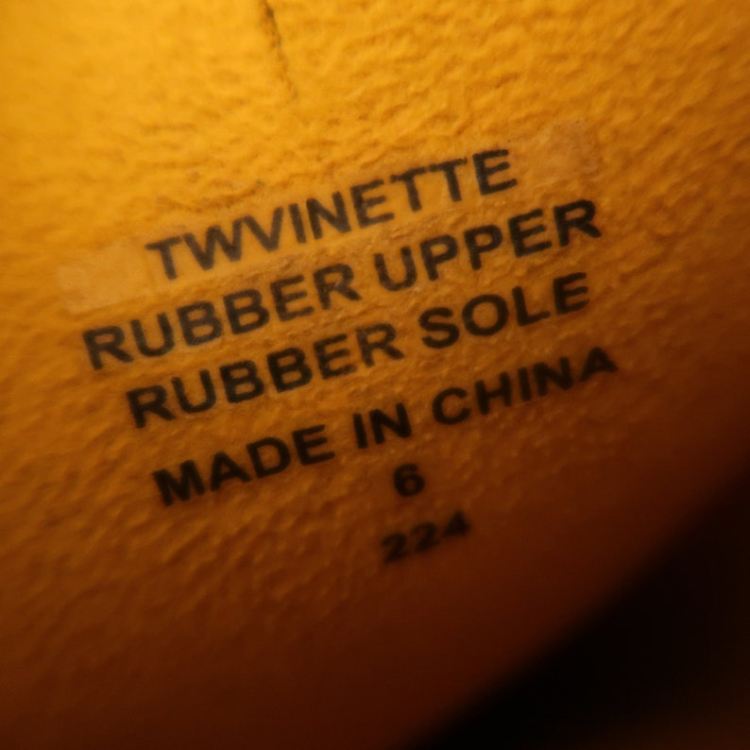 TWVINETTE
RUBBER UPPER
RUBBER SOLE
MADE IN CHINA
6
224